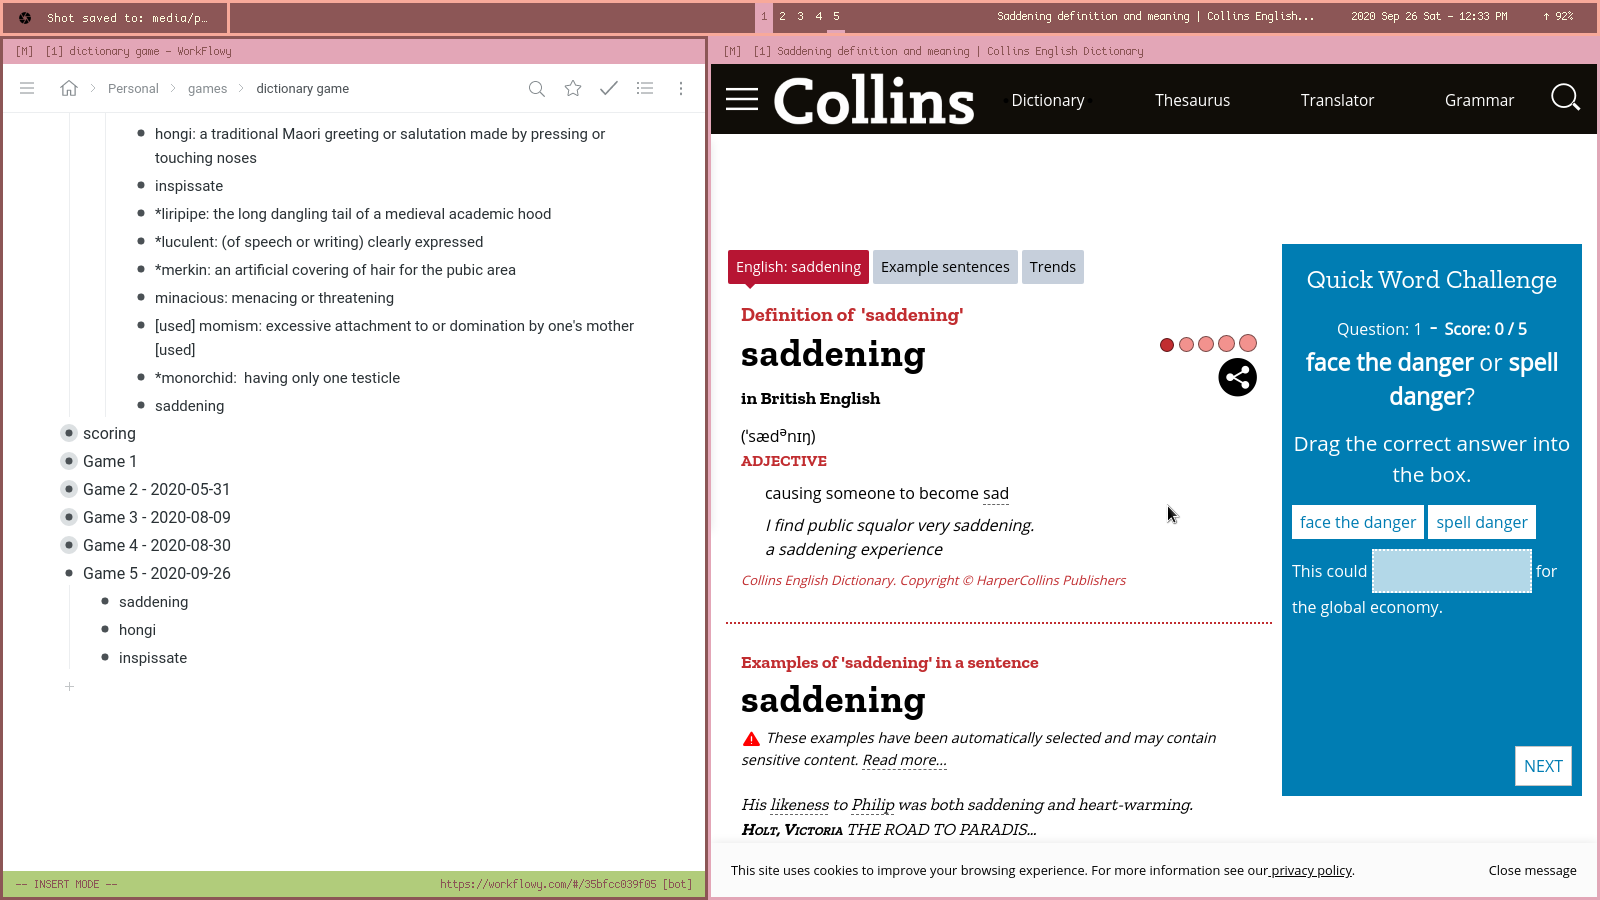 Shot saved to: media/p…
1 2 3 4 5
Saddening definition and meaning | Collins English...
2020 Sep 26 Sat – 12:33 PM
↑ 92%
[M] [1] dictionary game – WorkFlowy
Personal
games
dictionary game
hongi: a traditional Maori greeting or salutation made by pressing or
touching noses
inspissate
*liripipe: the long dangling tail of a medieval academic hood
*luculent: (of speech or writing) clearly expressed
*merkin: an artificial covering of hair for the pubic area
minacious: menacing or threatening
[used] momism: excessive attachment to or domination by one's mother
[used]
*monorchid:  having only one testicle
saddening
scoring
Game 1
Game 2 - 2020-05-31
Game 3 - 2020-08-09
Game 4 - 2020-08-30
Game 5 - 2020-09-26
saddening
hongi
inspissate
+
-- INSERT MODE --
https://workflowy.com/#/35bfcc039f05 [bot]
[M] [1] Saddening definition and meaning | Collins English Dictionary
Collins
Dictionary
Thesaurus
Translator
Grammar
English: saddening
Example sentences
Trends
Definition of 'saddening'
saddening
in British English
(ˈsædᵊnɪŋ)
ADJECTIVE
causing someone to become sad
I find public squalor very saddening.
a saddening experience
Collins English Dictionary. Copyright © HarperCollins Publishers
Examples of 'saddening' in a sentence
saddening
These examples have been automatically selected and may contain
sensitive content. Read more…
His likeness to Philip was both saddening and heart-warming.
Holt, Victoria THE ROAD TO PARADIS...
Quick Word Challenge
Question: 1 – Score: 0 / 5
face the danger or spell
danger?
Drag the correct answer into
the box.
face the danger
spell danger
This could for
the global economy.
NEXT
This site uses cookies to improve your browsing experience. For more information see our privacy policy.
Close message